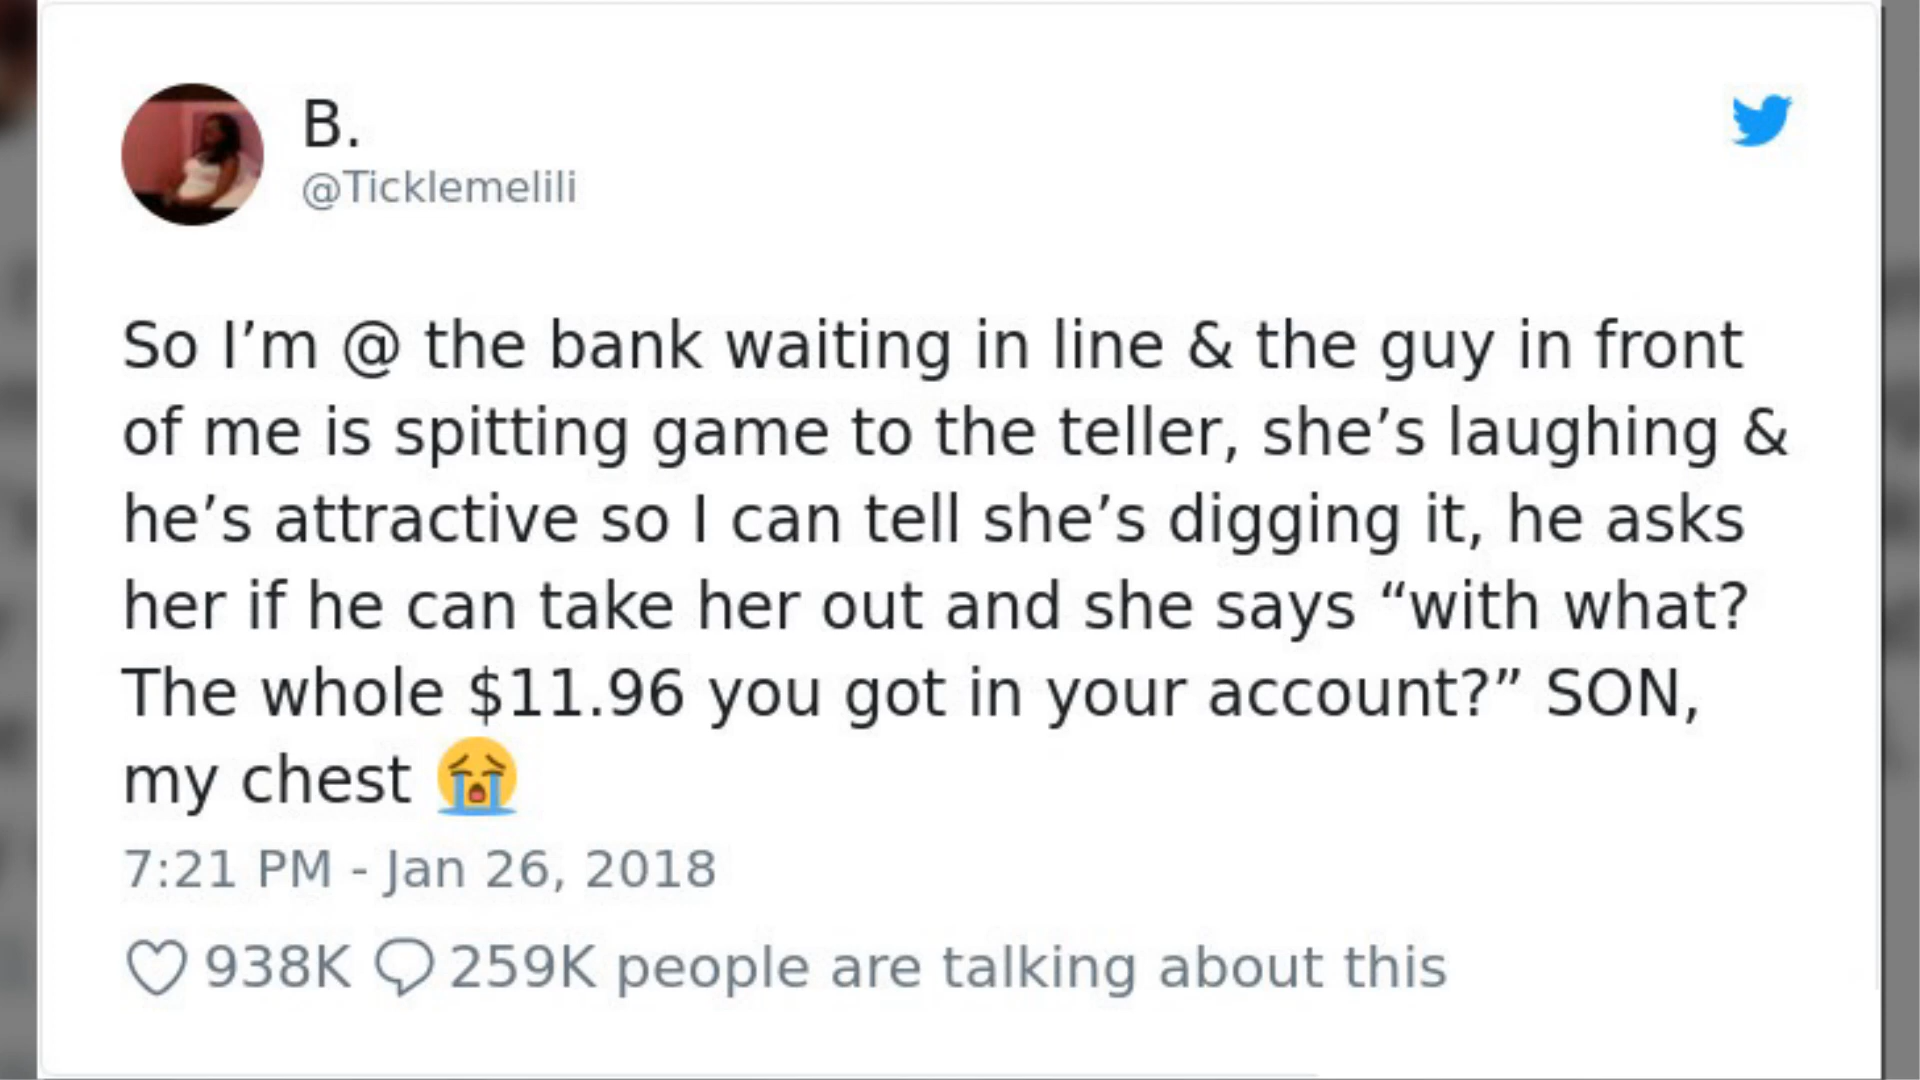 B.
@Ticklemelili
So I’m @ the bank waiting in line & the guy in front
of me is spitting game to the teller, she’s laughing &
he’s attractive so I can tell she’s digging it, he asks
her if he can take her out and she says “with what?
The whole $11.96 you got in your account?” SON,
my chest 😭
7:21 PM - Jan 26, 2018
938K 259K people are talking about this